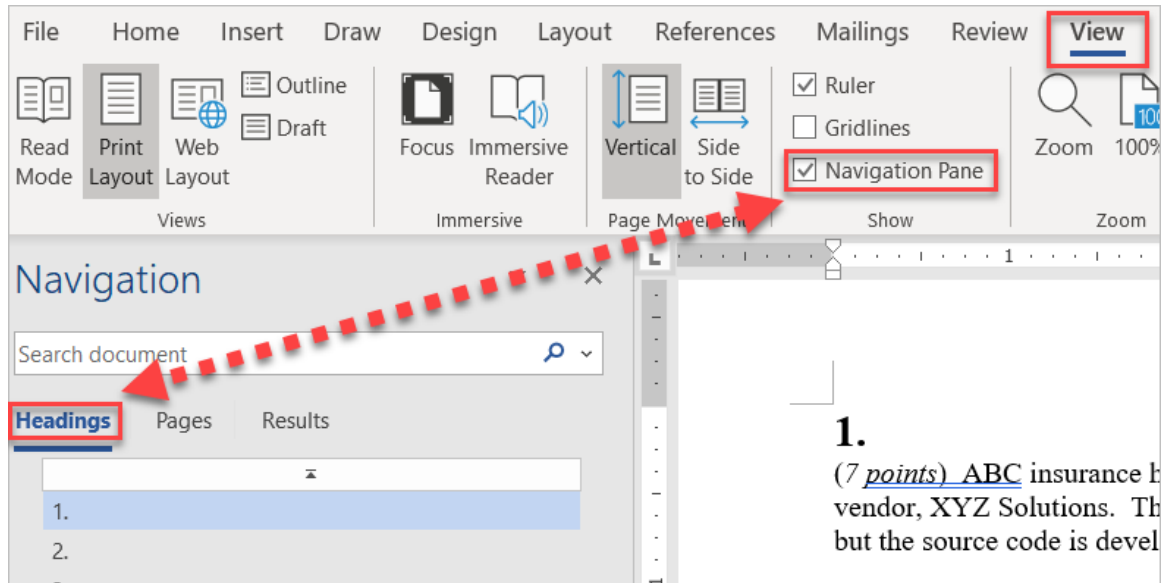 File Home Insert Draw Design Layout References Mailings Review View
Read Mode
Print Layout
Web Layout
Outline
Draft
Views
Focus
Immersive Reader
Immersive
Vertical
Side to Side
Page Movement
Ruler
Gridlines
Navigation Pane
Show
Zoom
100%
Zoom
Navigation
Search document
Headings Pages Results
1.
2.
1
1.
(7 points) ABC insurance h
vendor, XYZ Solutions. Th
but the source code is devel